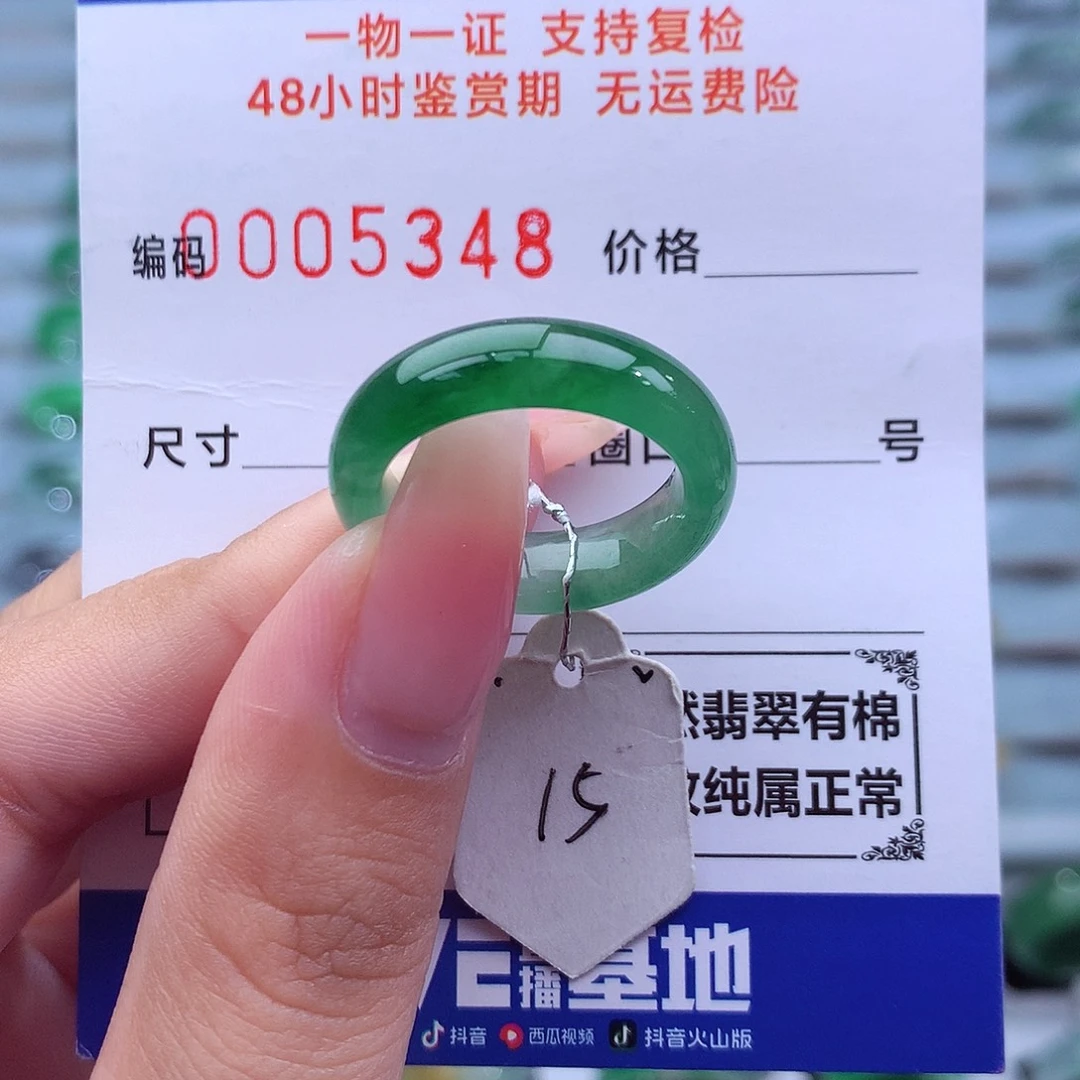 一物一证 支持复检
48小时鉴赏期 无运费险
编码0005348 价格
尺寸 圈口 号
翡翠有棉
纯属正常
15
播基地
抖音 西瓜视频 抖音火山版